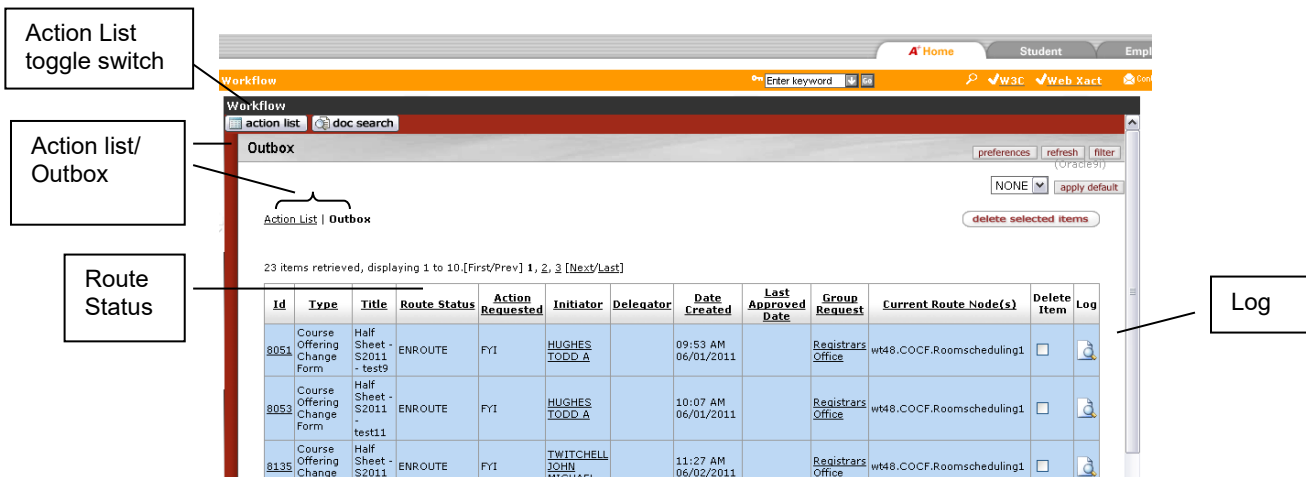 Action List
toggle switch
A+ Home
Student
Empl
Workflow
Enter keyword
Go
W3C
Web Xact
Workflow
action list
doc search
Action list/
Outbox
Outbox
preferences
refresh
filter
(Oracle9i)
NONE
apply default
Action List | Outbox
delete selected items
23 items retrieved, displaying 1 to 10.[First/Prev] 1, 2, 3 [Next/Last]
Route
Status
Log
Id Type Title Route Status Action Requested Initiator Delegator Date Created Last Approved Date Group Request Current Route Node(s) Delete Item Log
8051 Course Offering Change Form Half Sheet - S2011 - test9 ENROUTE FYI HUGHES TODD A 09:53 AM 06/01/2011 Registrars Office wt48.COCF.Roomscheduling1
8053 Course Offering Change Form Half Sheet - S2011 - test11 ENROUTE FYI HUGHES TODD A 10:07 AM 06/01/2011 Registrars Office wt48.COCF.Roomscheduling1
8135 Course Offering Change Half Sheet - S2011 ENROUTE FYI TWITCHELL JOHN MICHAEL 11:27 AM 06/02/2011 Registrars Office wt48.COCF.Roomscheduling1